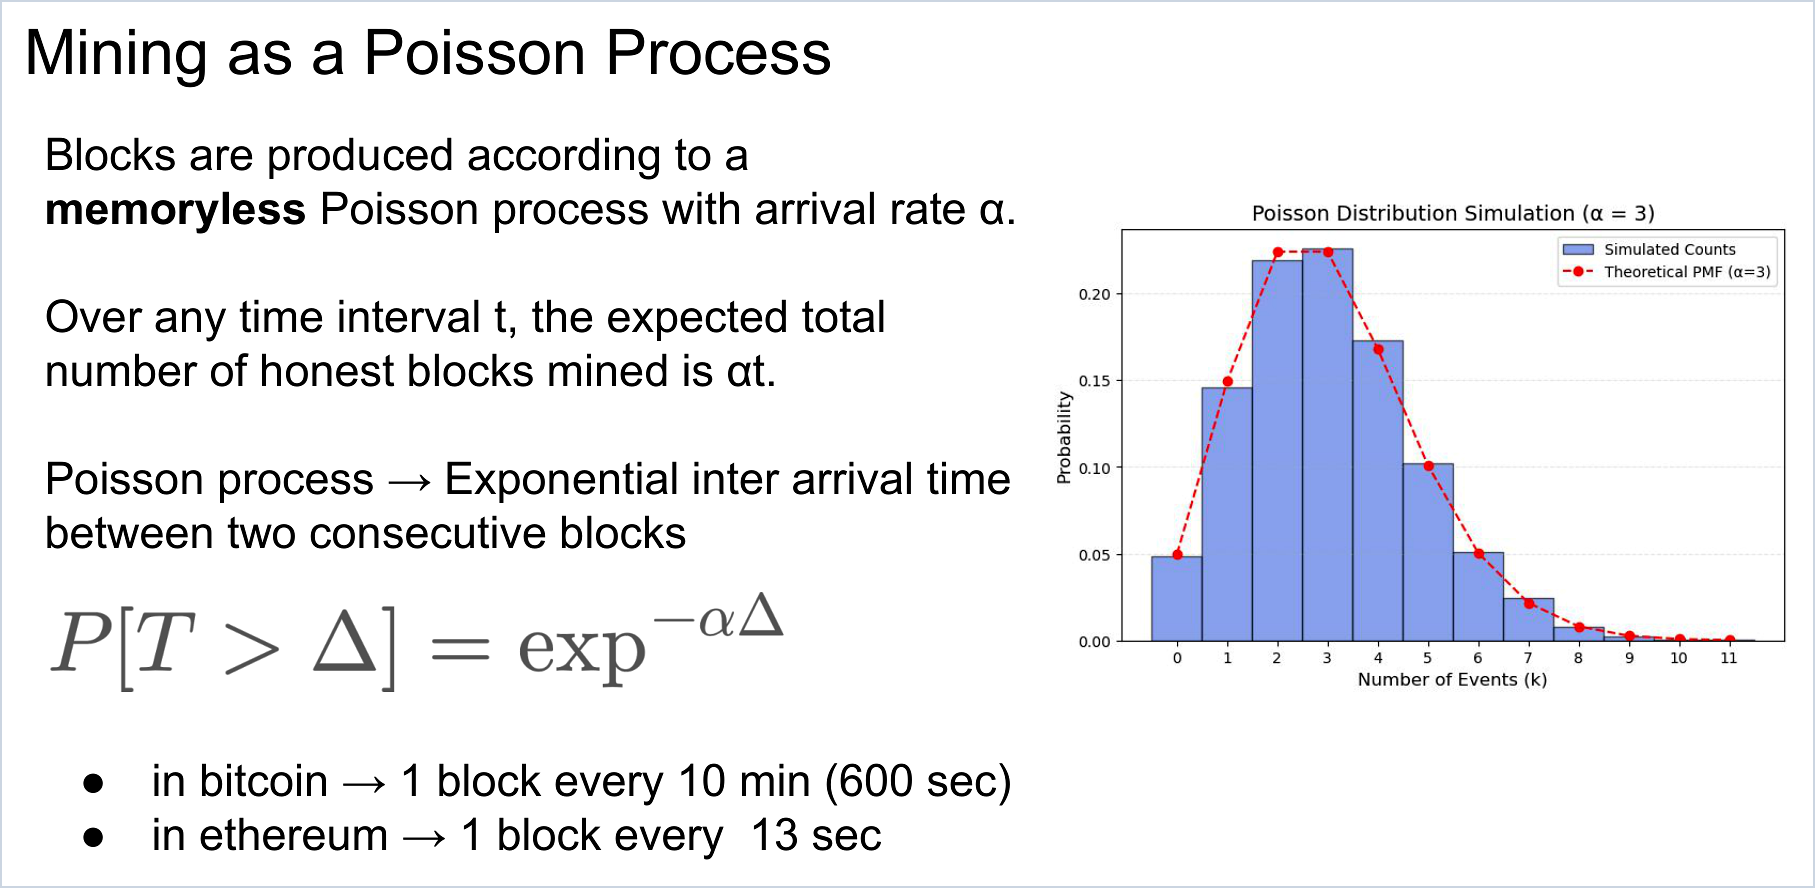 Mining as a Poisson Process
Blocks are produced according to a
memoryless Poisson process with arrival rate α.
Over any time interval t, the expected total
number of honest blocks mined is αt.
Poisson process → Exponential inter arrival time
between two consecutive blocks
P[T > Δ] = exp^{−αΔ}
● in bitcoin → 1 block every 10 min (600 sec)
● in ethereum → 1 block every  13 sec
Poisson Distribution Simulation (α = 3)
Simulated Counts
Theoretical PMF (α=3)
Probability
0.20
0.15
0.10
0.05
0.00
0 1 2 3 4 5 6 7 8 9 10 11
Number of Events (k)